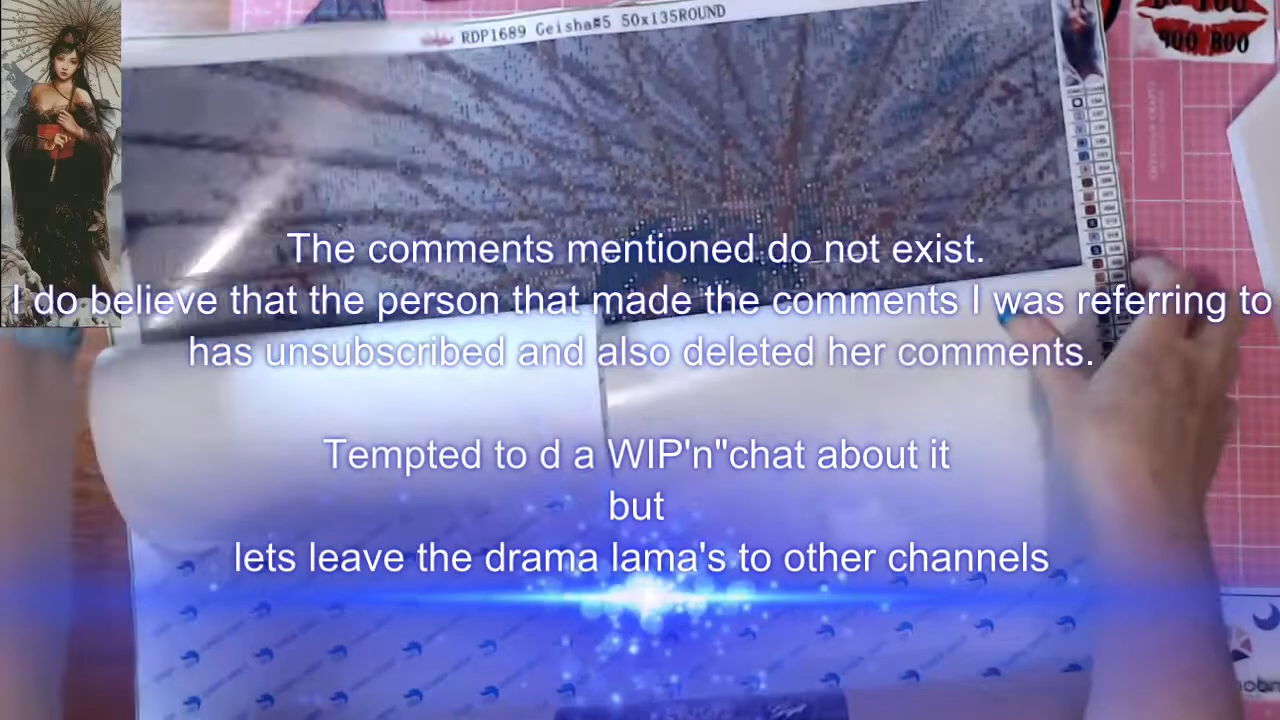 RDP1689 Geisha#5 50x135ROUND
BOO BOO
The comments mentioned do not exist.
I do believe that the person that made the comments I was referring to
has unsubscribed and also deleted her comments.
Tempted to d a WIP'n"chat about it
but
lets leave the drama lama's to other channels